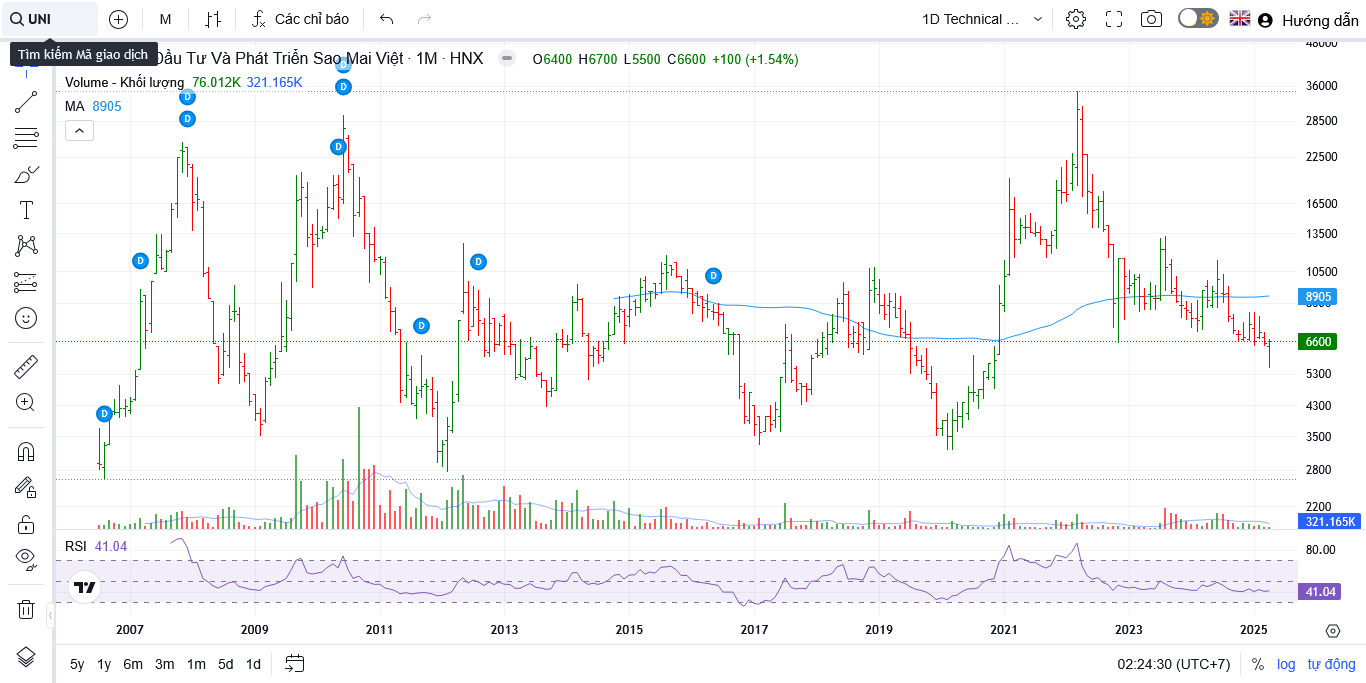 UNI
M
Các chỉ báo
1D Technical ...
Hướng dẫn
Tìm kiếm Mã giao dịch
Đầu Tư Và Phát Triển Sao Mai Việt · 1M · HNX
O6400 H6700 L5500 C6600 +100 (+1.54%)
Volume - Khối lượng 76.012K 321.165K
MA 8905
D
D
D
D
D
D
D
D
D
D
48000
36000
28500
22500
16500
13500
10500
8905
6600
5300
4300
3500
2800
2200
321.165K
RSI 41.04
80.00
41.04
2007 2009 2011 2013 2015 2017 2019 2021 2023 2025
5y 1y 6m 3m 1m 5d 1d
02:24:30 (UTC+7) % log tự động